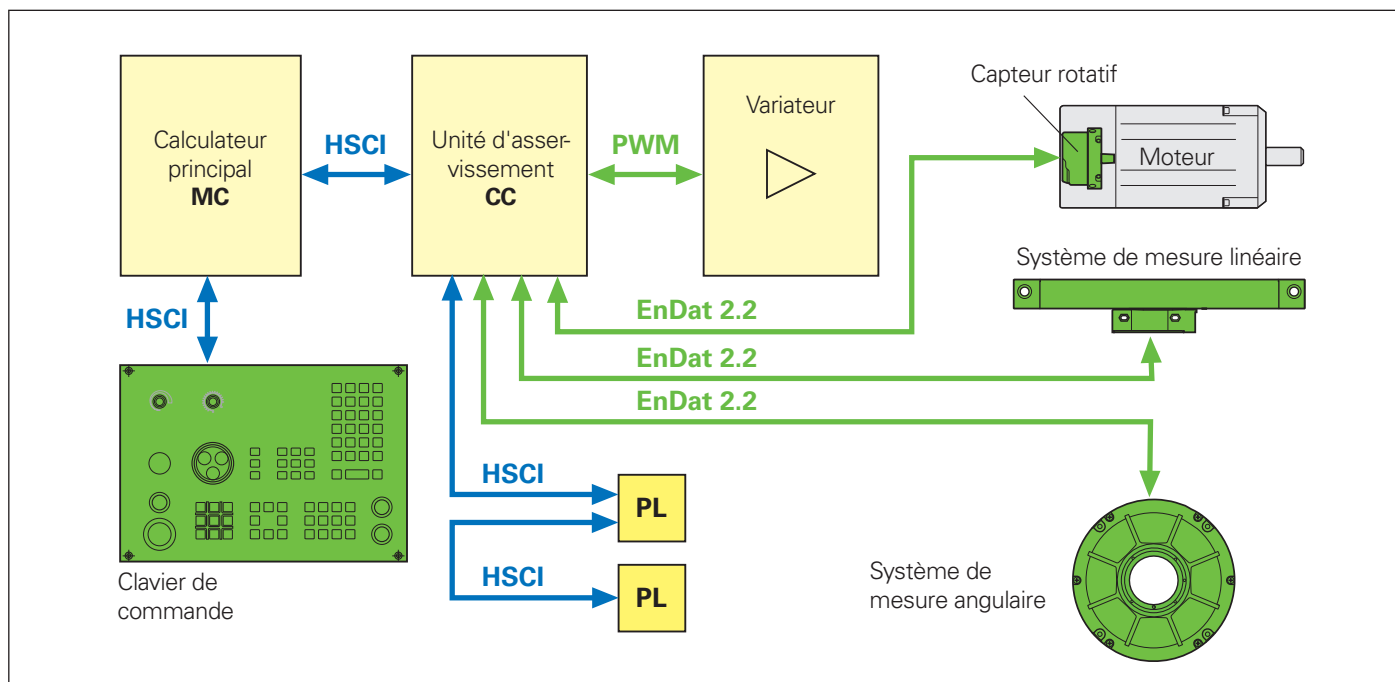 Calculateur
principal
MC
HSCI
Unité d'asser-
vissement
CC
PWM
Variateur
Capteur rotatif
Moteur
Système de mesure linéaire
HSCI
EnDat 2.2
EnDat 2.2
EnDat 2.2
HSCI
PL
HSCI
PL
Clavier de
commande
Système de
mesure angulaire